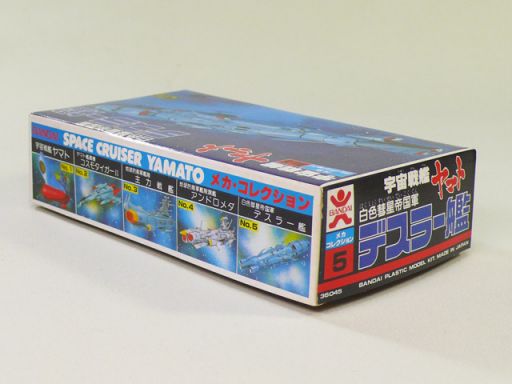 BANDAI SPACE CRUISER YAMATO メカ・コレクション
宇宙戦艦 ヤマト
No.1
コスモタイガーII
No.2
主力戦艦
No.3
アンドロメダ
No.4
白色彗星帝国軍
デスラー艦
No.5
BANDAI
宇宙戦艦 ヤマト
白色彗星帝国軍
メカ
コレクション
5
デスラー艦
36045
BANDAI PLASTIC MODEL KIT. MADE IN JAPAN